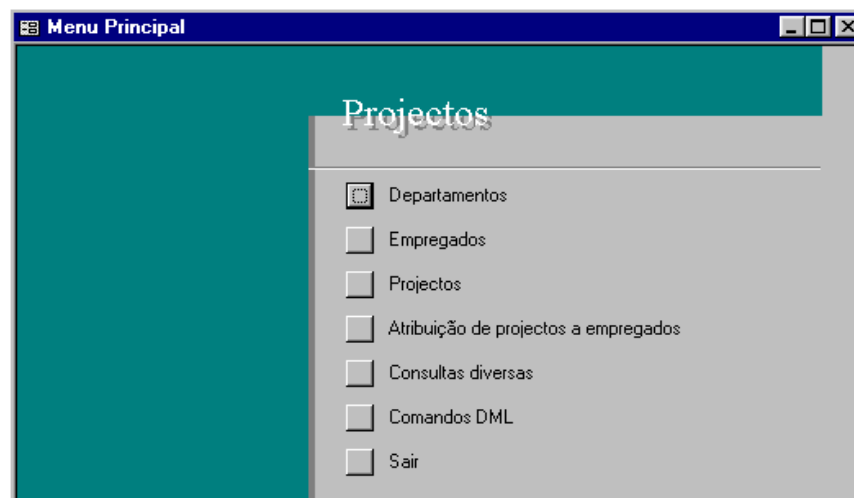 Menu Principal
Projectos
Departamentos
Empregados
Projectos
Atribuição de projectos a empregados
Consultas diversas
Comandos DML
Sair